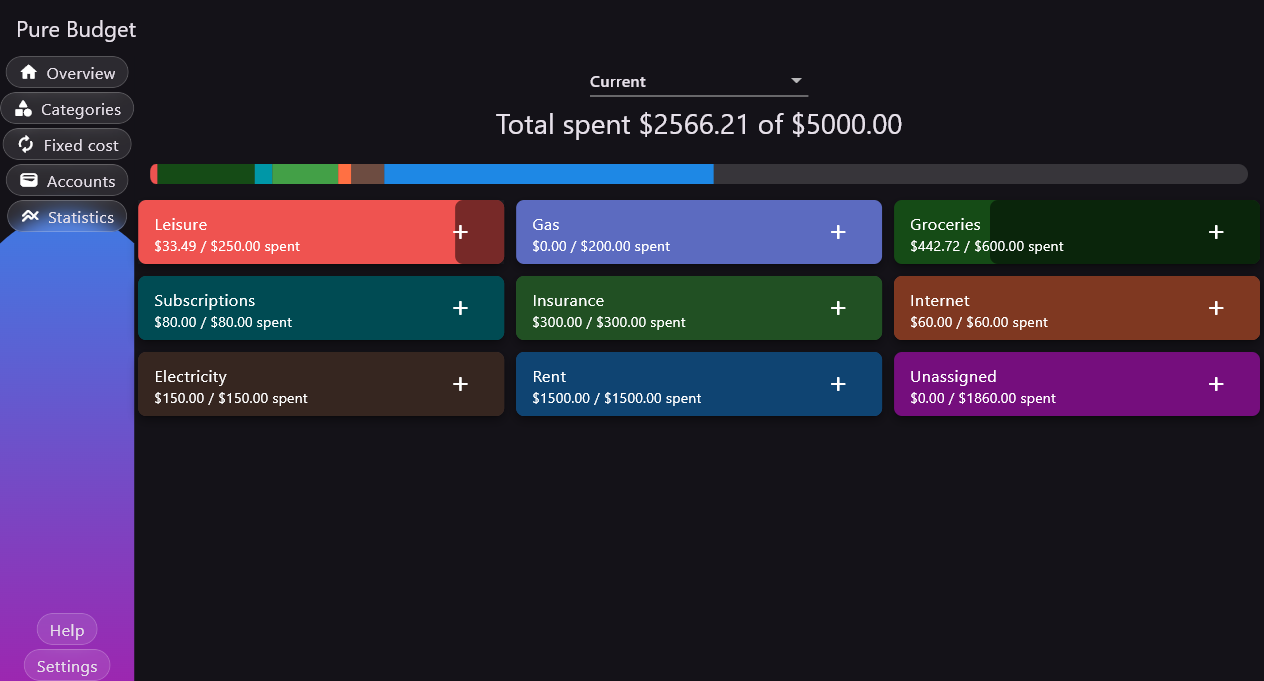 Pure Budget
Overview
Categories
Fixed cost
Accounts
Statistics
Help
Settings
Current
Total spent $2566.21 of $5000.00
Leisure
$33.49 / $250.00 spent
Gas
$0.00 / $200.00 spent
Groceries
$442.72 / $600.00 spent
Subscriptions
$80.00 / $80.00 spent
Insurance
$300.00 / $300.00 spent
Internet
$60.00 / $60.00 spent
Electricity
$150.00 / $150.00 spent
Rent
$1500.00 / $1500.00 spent
Unassigned
$0.00 / $1860.00 spent